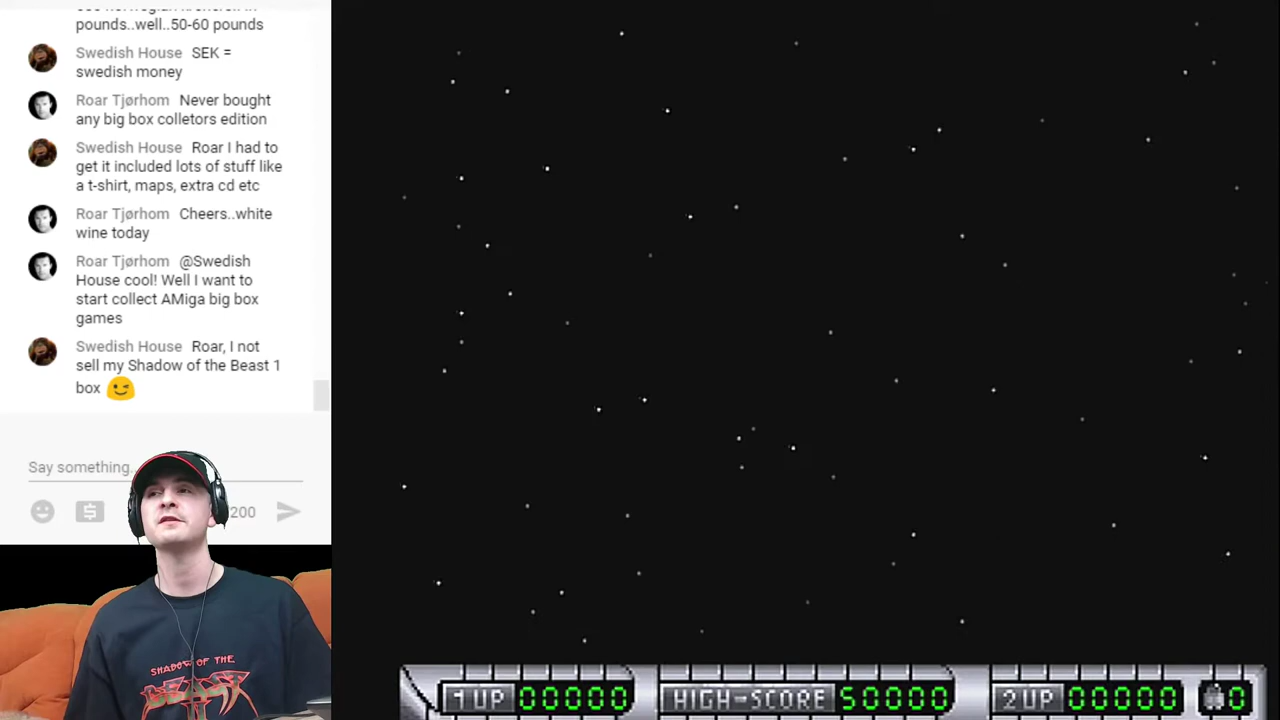 pounds..well..50-60 pounds
Swedish House SEK =
swedish money
Roar Tjørhom Never bought
any big box colletors edition
Swedish House Roar I had to
get it included lots of stuff like
a t-shirt, maps, extra cd etc
Roar Tjørhom Cheers..white
wine today
Roar Tjørhom @Swedish
House cool! Well I want to
start collect AMiga big box
games
Swedish House Roar, I not
sell my Shadow of the Beast 1
box
Say something..
200
SHADOW OF THE
BEAST
1UP 00000
HIGH-SCORE 50000
2UP 00000
0